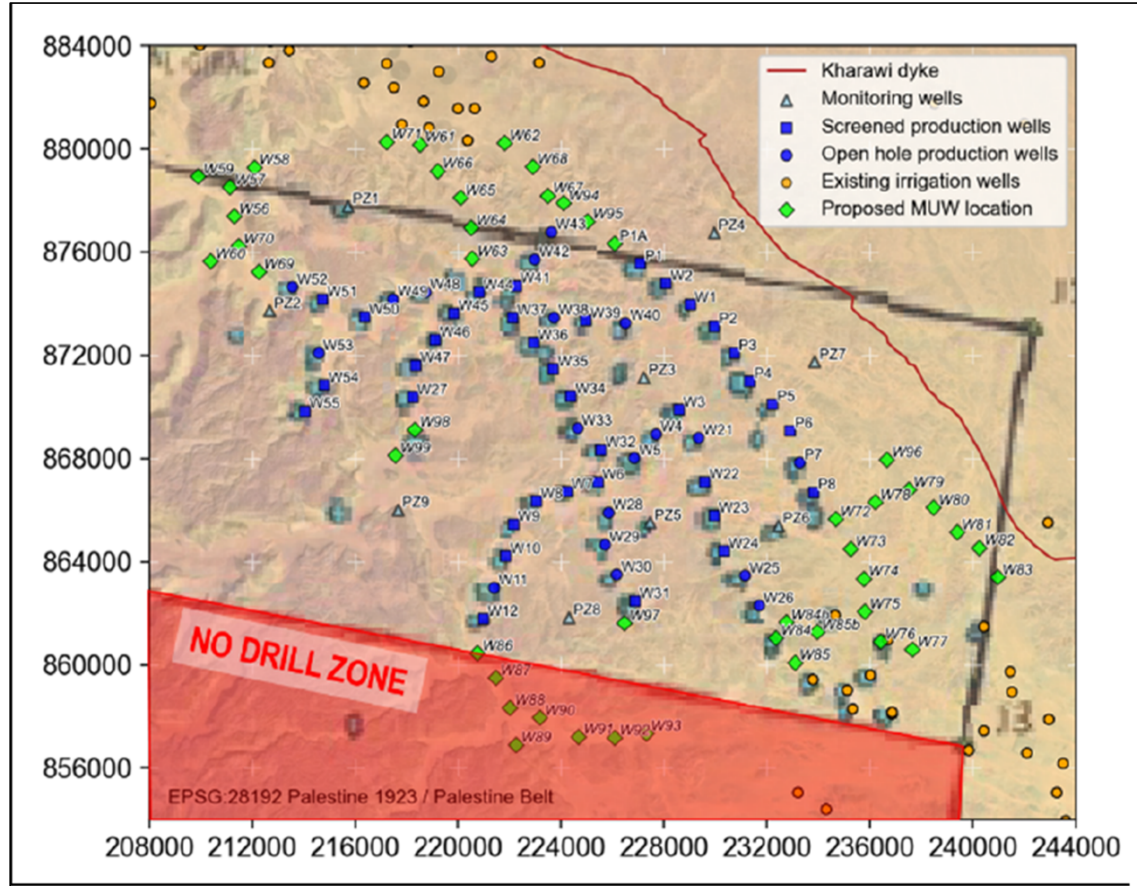 884000
880000
876000
872000
868000
864000
860000
856000
208000 212000 216000 220000 224000 228000 232000 236000 240000 244000
Kharawi dyke
Monitoring wells
Screened production wells
Open hole production wells
Existing irrigation wells
Proposed MUW location
W71 W61 W62
W58 W66 W68
W59 W57 W65 W67 W94
W56 PZ1 W64 W43 W95 PZ4
W70 W63 W42 P1A
W60 W69 W41 P1
W52 W49 W48 W44 W2
PZ2 W51 W50 W45 W37 W38 W39 W40 W1
W46 W36 P2
W53 W47 W35 PZ3 P3 PZ7
W54 W27 W34 P4
W55 W98 W33 W3 P5
W99 W32 W4 W21 P6
W5 P7 W96
W8 W7 W6 W22 P8 W79
PZ9 W9 W28 PZ5 W23 PZ6 W72 W78 W80
W10 W29 W24 W73 W81 W82
W11 W30 W25 W74 W83
W12 W31 W26 W75
PZ8 W97 W84b W85b
W86 W84 W76 W77
W87 W85
W88 W90
W89 W91 W92 W93
NO DRILL ZONE
EPSG:28192 Palestine 1923 / Palestine Belt